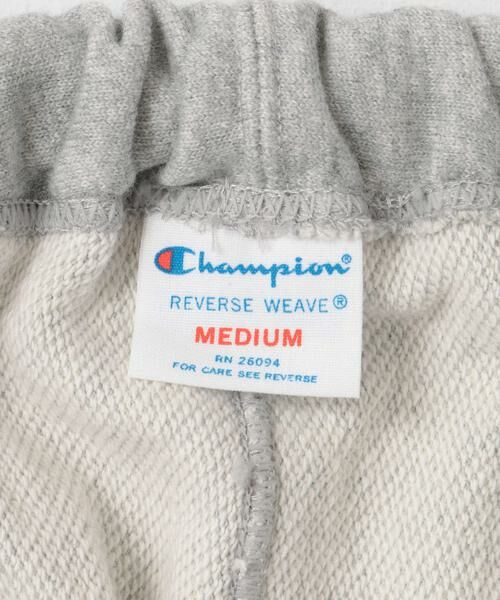 Champion®
REVERSE WEAVE®
MEDIUM
RN 26094
FOR CARE SEE REVERSE